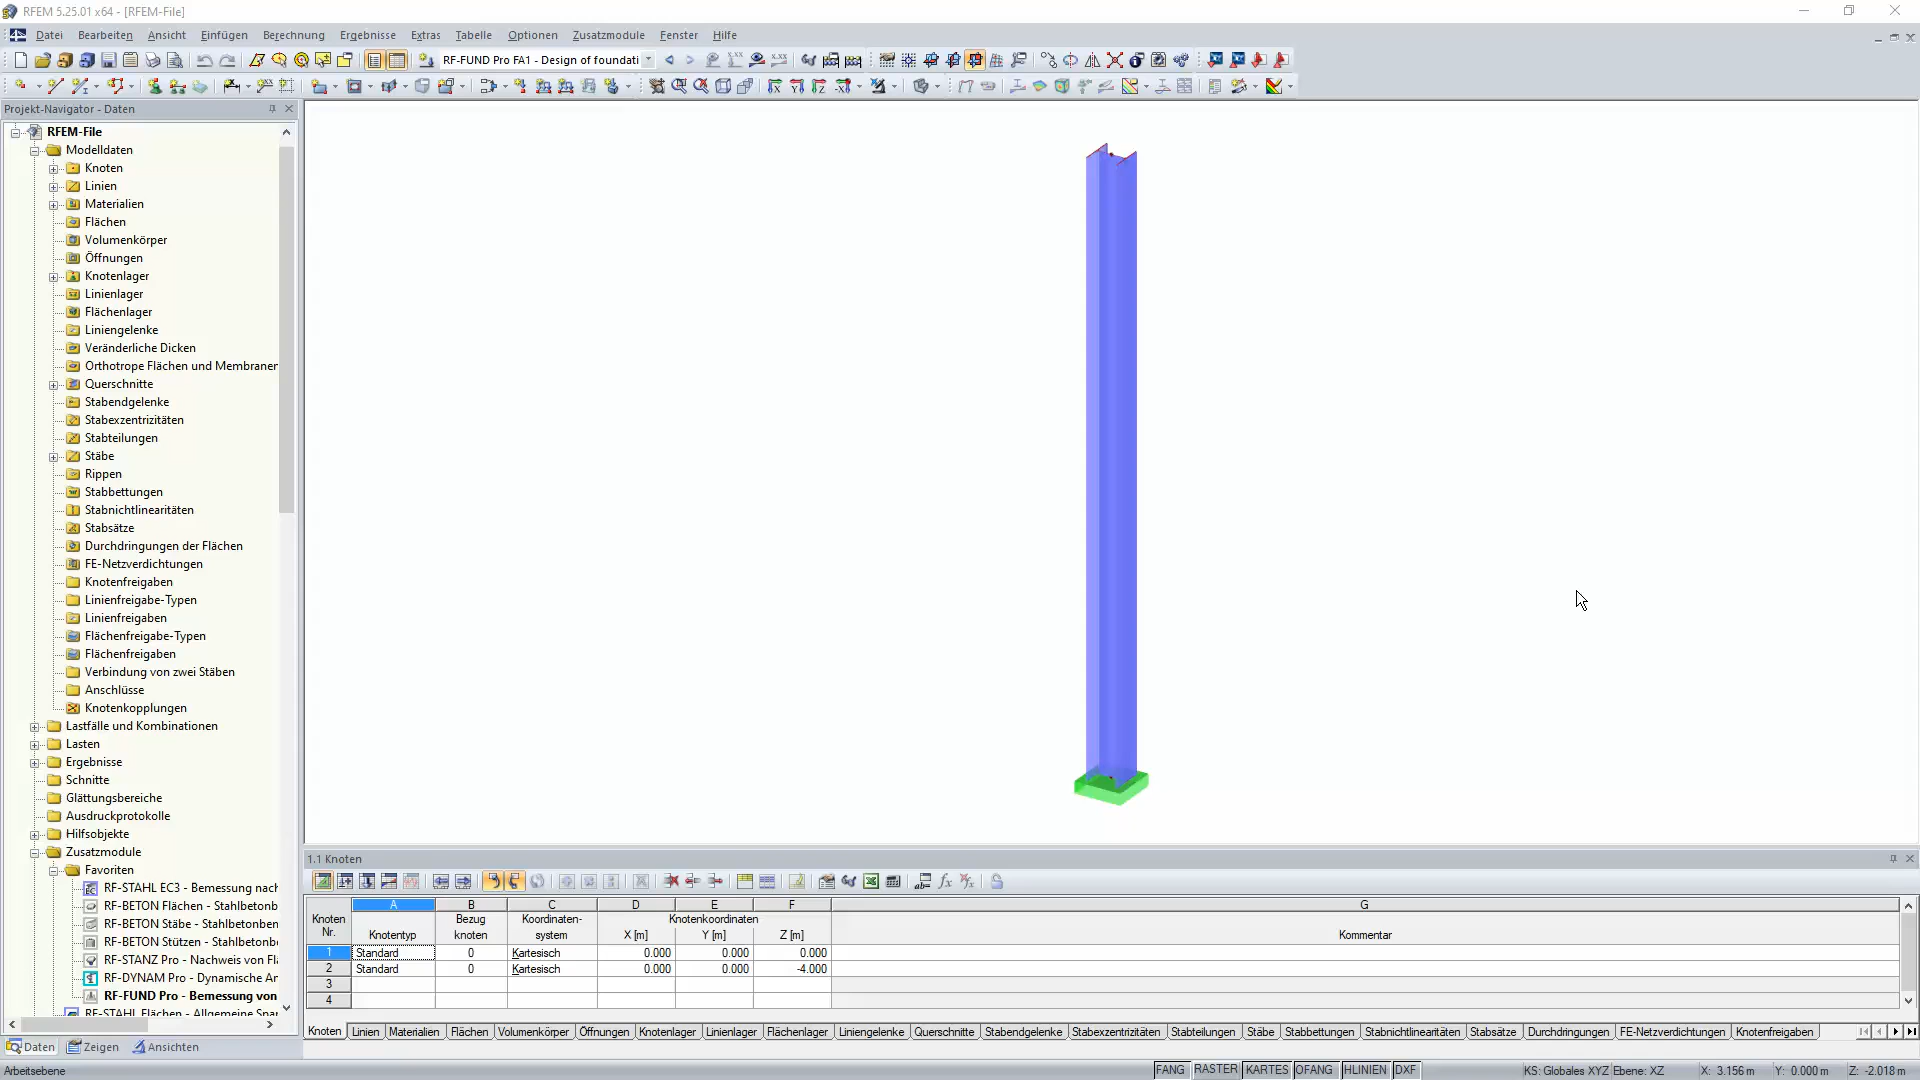 RFEM 5.25.01 x64 - [RFEM-File]
Datei Bearbeiten Ansicht Einfügen Berechnung Ergebnisse Extras Tabelle Optionen Zusatzmodule Fenster Hilfe
RF-FUND Pro FA1 - Design of foundati
Projekt-Navigator - Daten
RFEM-File
Modelldaten
Knoten
Linien
Materialien
Flächen
Volumenkörper
Öffnungen
Knotenlager
Linienlager
Flächenlager
Liniengelenke
Veränderliche Dicken
Orthotrope Flächen und Membranen
Querschnitte
Stabendgelenke
Stabexzentrizitäten
Stabteilungen
Stäbe
Rippen
Stabbettungen
Stabnichtlinearitäten
Stabsätze
Durchdringungen der Flächen
FE-Netzverdichtungen
Knotenfreigaben
Linienfreigabe-Typen
Linienfreigaben
Flächenfreigabe-Typen
Flächenfreigaben
Verbindung von zwei Stäben
Anschlüsse
Knotenkopplungen
Lastfälle und Kombinationen
Lasten
Ergebnisse
Schnitte
Glättungsbereiche
Ausdruckprotokolle
Hilfsobjekte
Zusatzmodule
Favoriten
RF-STAHL EC3 - Bemessung nach
RF-BETON Flächen - Stahlbetonb
RF-BETON Stäbe - Stahlbetonben
RF-BETON Stützen - Stahlbetonbe
RF-STANZ Pro - Nachweis von Flä
RF-DYNAM Pro - Dynamische An
RF-FUND Pro - Bemessung von
RF-STAHL Flächen - Allgemeine Span
Daten Zeigen Ansichten
1.1 Knoten
A B C D E F G
Knoten Bezug Koordinaten- Knotenkoordinaten
Nr. Knotentyp knoten system X [m] Y [m] Z [m] Kommentar
1 Standard 0 Kartesisch 0.000 0.000 0.000
2 Standard 0 Kartesisch 0.000 0.000 -4.000
3
4
Knoten Linien Materialien Flächen Volumenkörper Öffnungen Knotenlager Linienlager Flächenlager Liniengelenke Querschnitte Stabendgelenke Stabexzentrizitäten Stabteilungen Stäbe Stabbettungen Stabnichtlinearitäten Stabsätze Durchdringungen FE-Netzverdichtungen Knotenfreigaben
Arbeitsebene FANG RASTER KARTES OFANG HLINIEN DXF KS: Globales XYZ Ebene: XZ X: 3.156 m Y: 0.000 m Z: -2.018 m